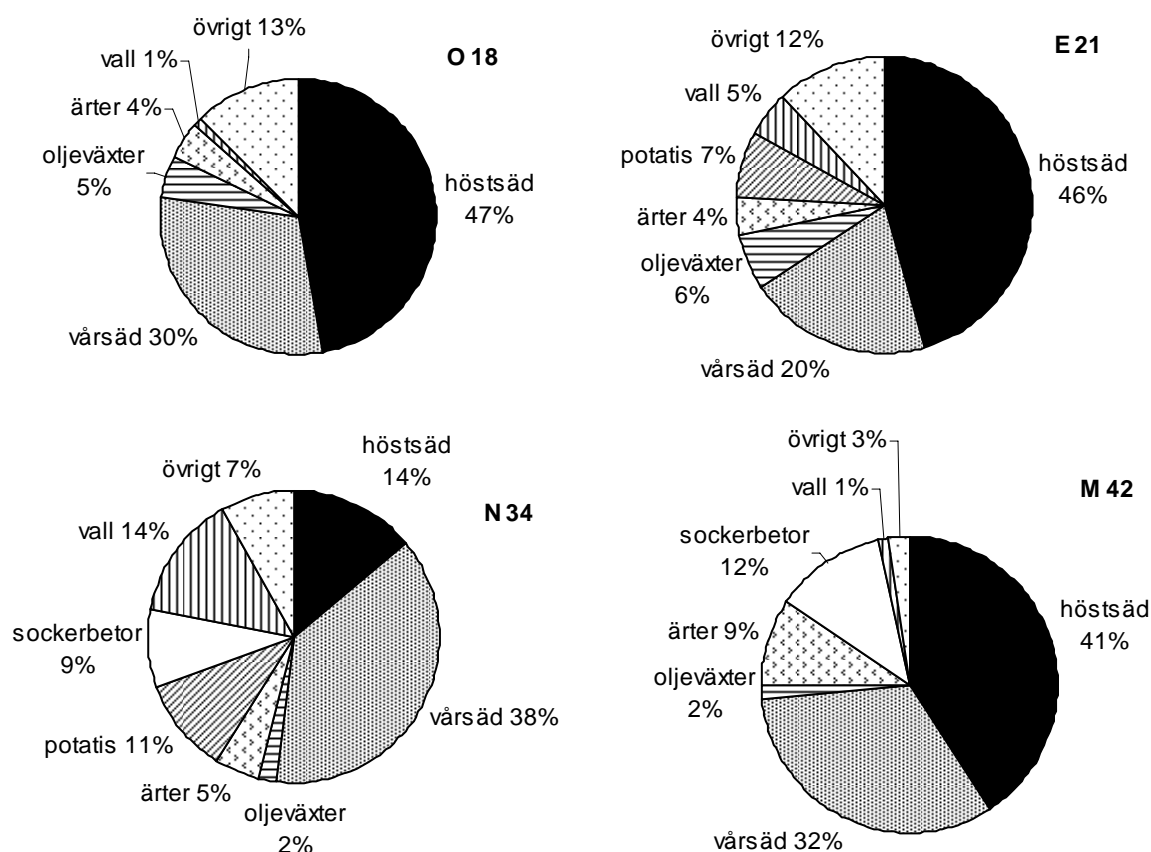 O 18
övrigt 13%
vall 1%
ärter 4%
oljeväxter
5%
höstsäd
47%
vårsäd 30%
E 21
övrigt 12%
vall 5%
potatis 7%
ärter 4%
oljeväxter
6%
höstsäd
46%
vårsäd 20%
N 34
övrigt 7%
höstsäd
14%
vall 14%
sockerbetor
9%
potatis 11%
ärter 5%
oljeväxter
2%
vårsäd 38%
M 42
övrigt 3%
vall 1%
sockerbetor
12%
ärter 9%
oljeväxter
2%
höstsäd
41%
vårsäd 32%